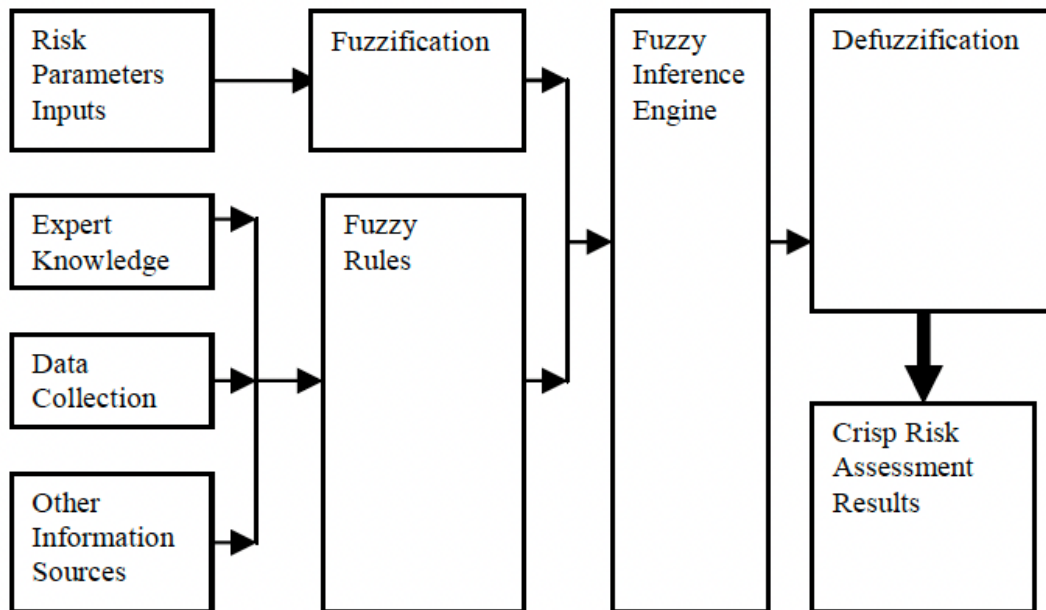 Risk
Parameters
Inputs
Fuzzification
Fuzzy
Inference
Engine
Defuzzification
Expert
Knowledge
Fuzzy
Rules
Data
Collection
Other
Information
Sources
Crisp Risk
Assessment
Results